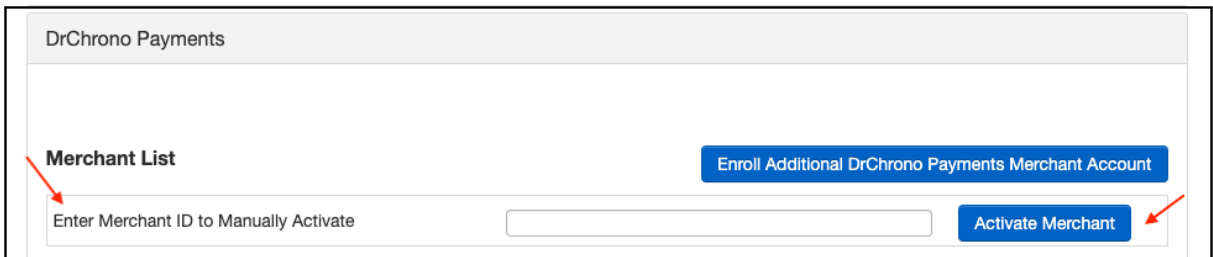 DrChrono Payments
Merchant List
Enroll Additional DrChrono Payments Merchant Account
Enter Merchant ID to Manually Activate
Activate Merchant